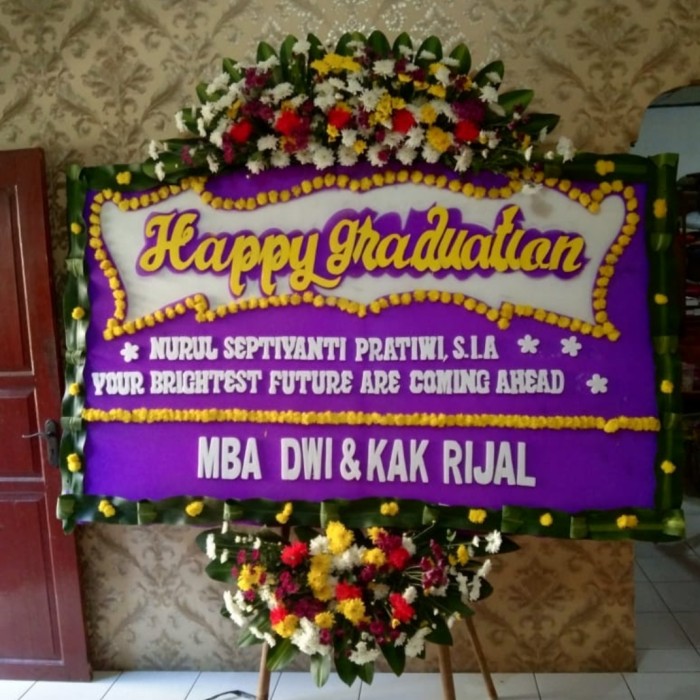 Happy graduation
NURUL SEPTIYANTI PRATIWI, S.I.A
YOUR BRIGHTEST FUTURE ARE COMING AHEAD
MBA DWI & KAK RIJAL